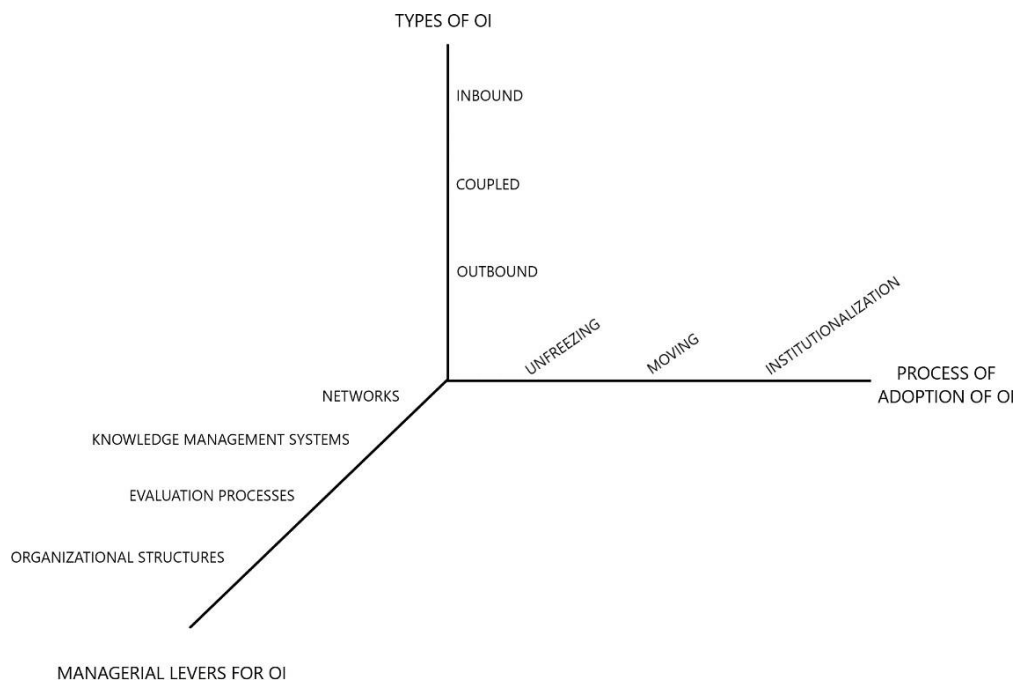 TYPES OF OI
INBOUND
COUPLED
OUTBOUND
UNFREEZING
MOVING
INSTITUTIONALIZATION
PROCESS OF
ADOPTION OF OI
NETWORKS
KNOWLEDGE MANAGEMENT SYSTEMS
EVALUATION PROCESSES
ORGANIZATIONAL STRUCTURES
MANAGERIAL LEVERS FOR OI